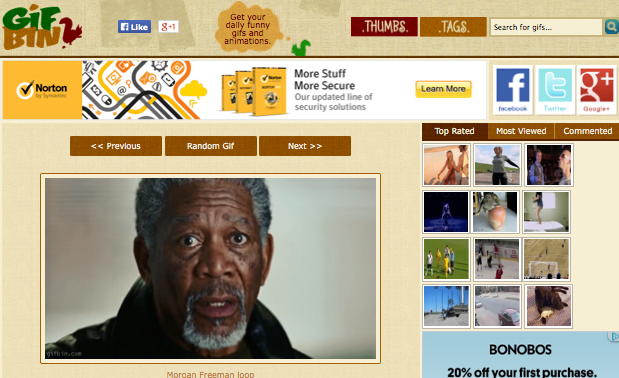 GiF
BiN
Like
g+1
Get your
daily funny
gifs and
animations.
.THUMBS.
.TAGS.
Search for gifs...
Norton
by Symantec
Norton
More Stuff
More Secure
Our updated line of
security solutions
Learn More
facebook
Twitter
Google+
<< Previous
Random Gif
Next >>
Top Rated
Most Viewed
Commented
gifbin.com
Morgan Freeman loop
BONOBOS
20% off your first purchase.